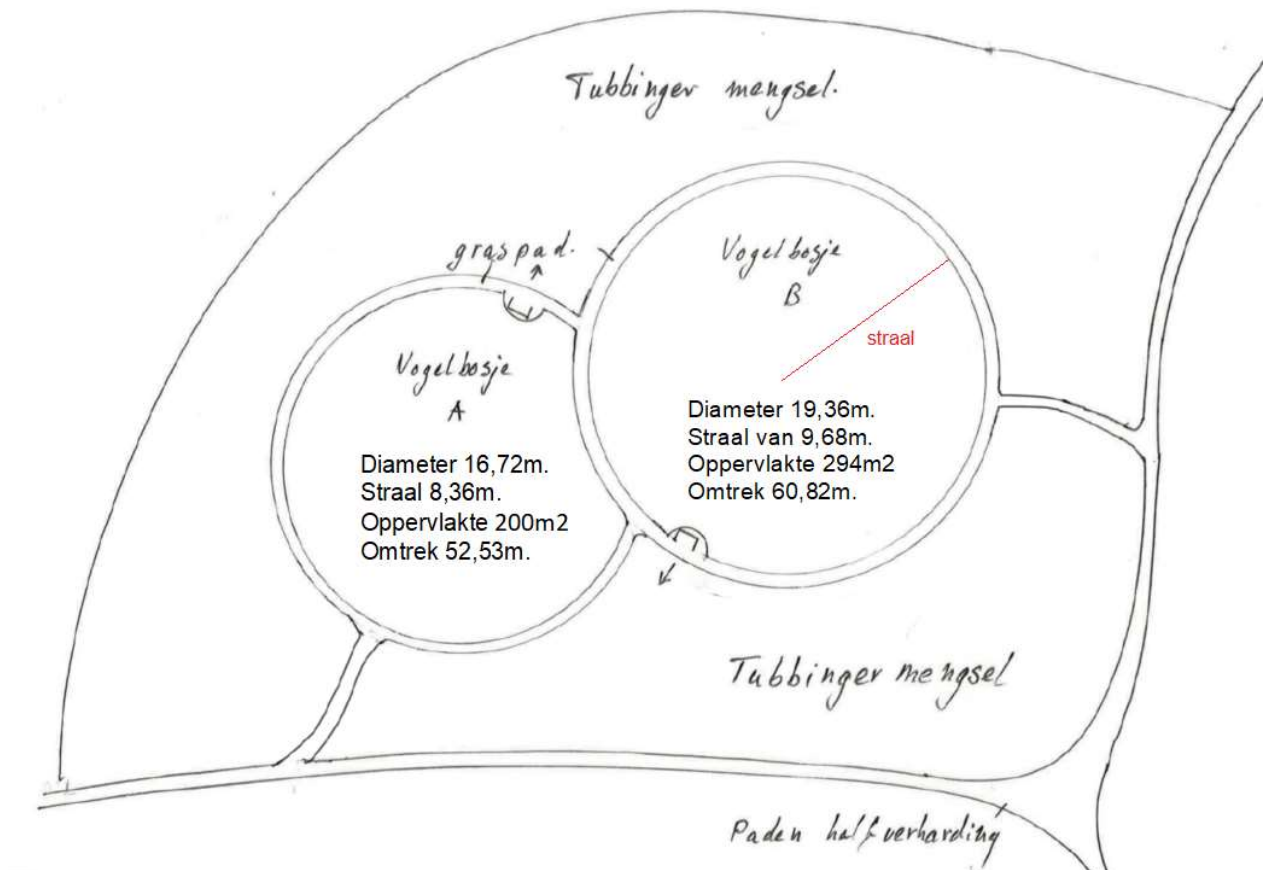 Tubbinger mengsel.
graspad.
Vogelbosje
B
straal
Vogelbosje
A
Diameter 19,36m.
Straal van 9,68m.
Oppervlakte 294m2
Omtrek 60,82m.
Diameter 16,72m.
Straal 8,36m.
Oppervlakte 200m2
Omtrek 52,53m.
Tubbinger mengsel
Paden halfverharding